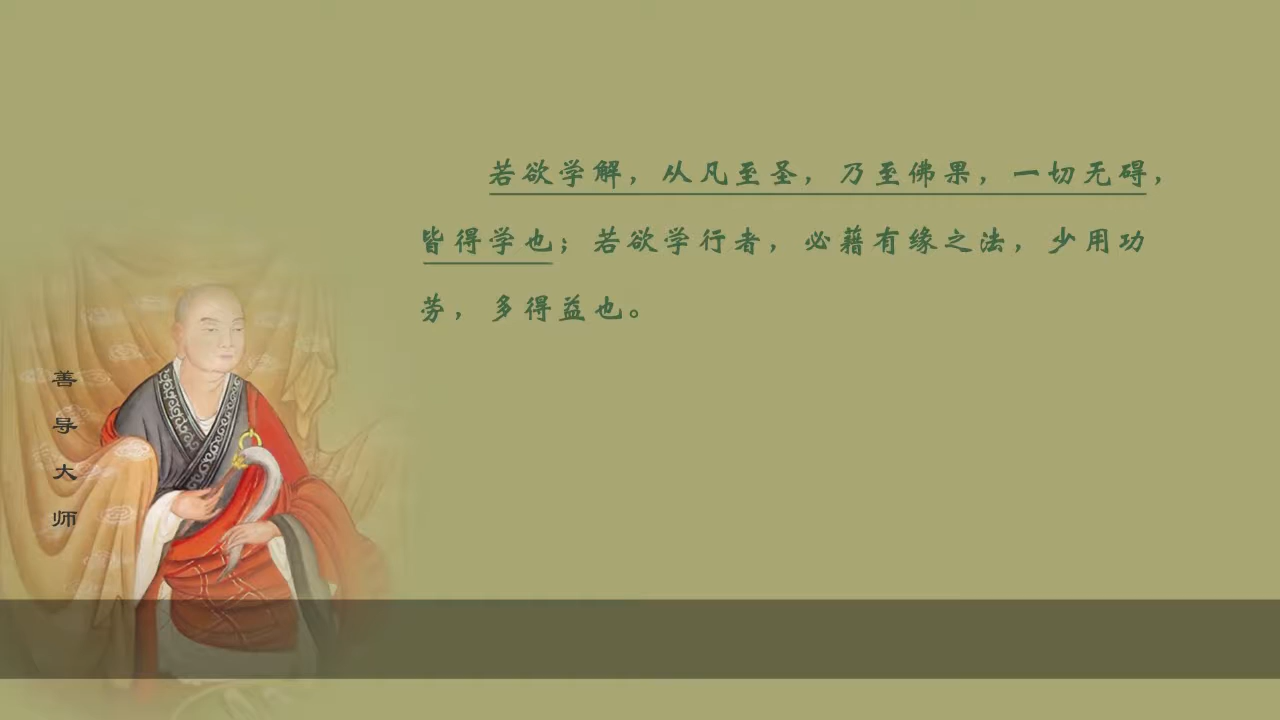 若欲学解，从凡至圣，乃至佛果，一切无碍，
皆得学也；若欲学行者，必藉有缘之法，少用功
劳，多得益也。
善导大师